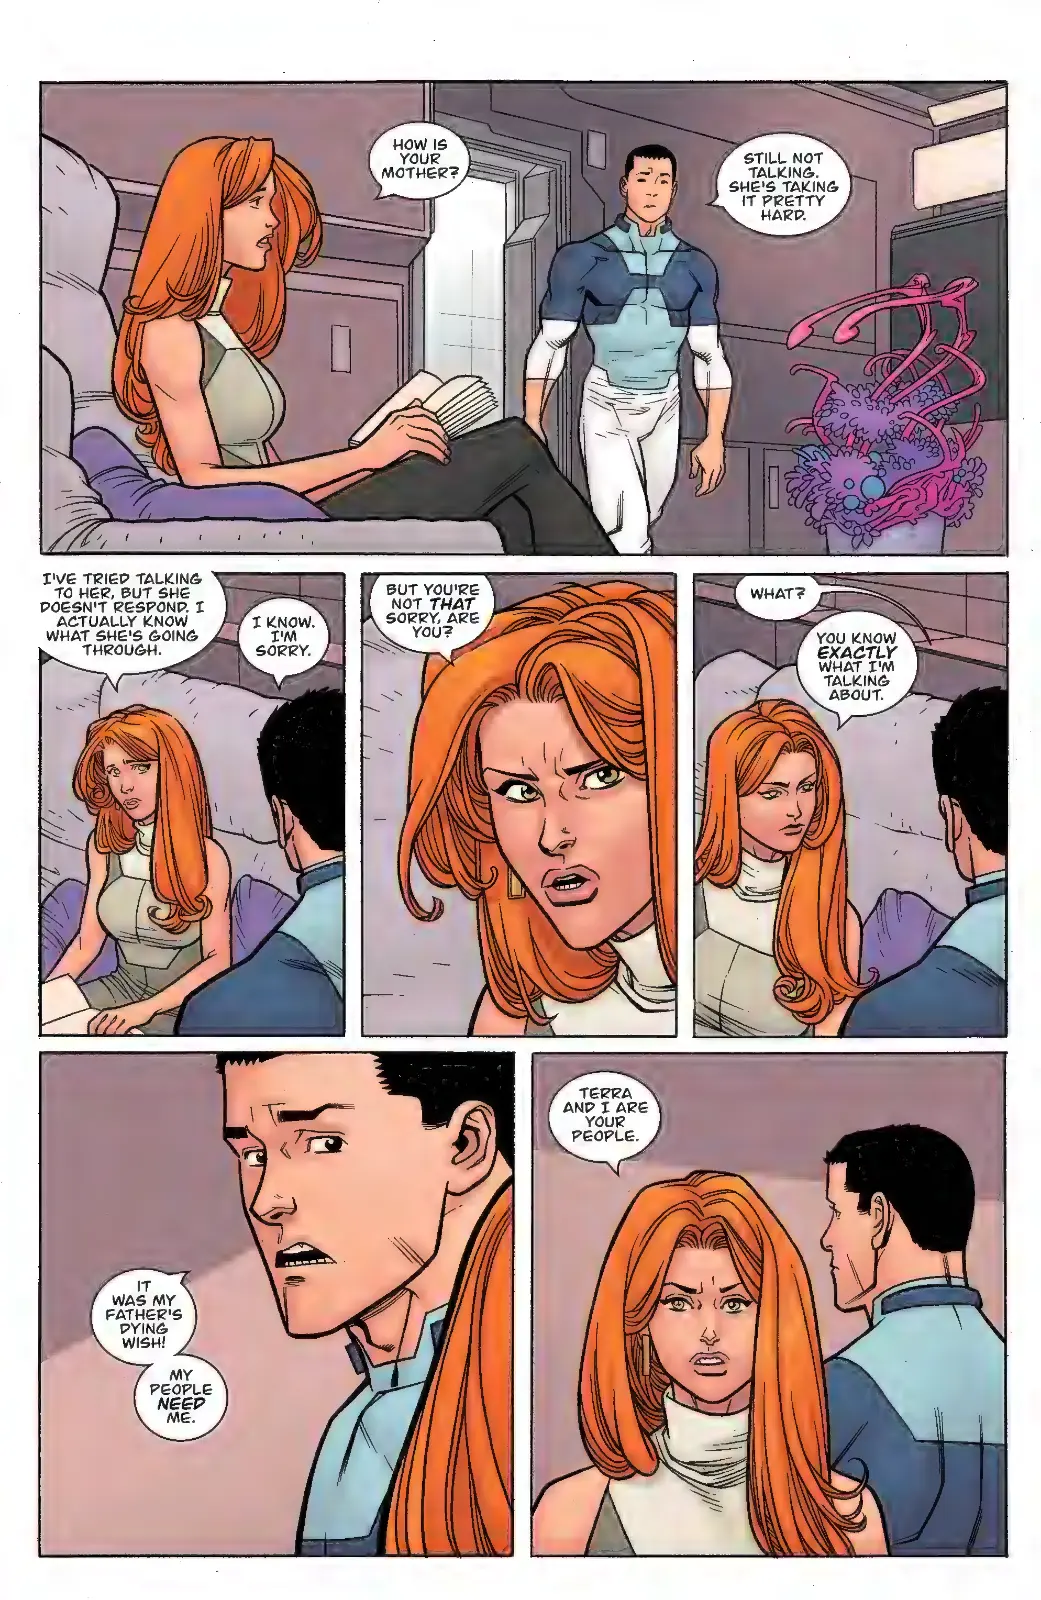 HOW IS
YOUR
MOTHER?
STILL NOT
TALKING.
SHE'S TAKING
IT PRETTY
HARD.
I'VE TRIED TALKING
TO HER, BUT SHE
DOESN'T RESPOND. I
ACTUALLY KNOW
WHAT SHE'S GOING
THROUGH.
I KNOW.
I'M
SORRY.
BUT YOU'RE
NOT THAT
SORRY, ARE
YOU?
WHAT?
YOU KNOW
EXACTLY
WHAT I'M
TALKING
ABOUT.
IT
WAS MY
FATHER'S
DYING
WISH!
MY
PEOPLE
NEED
ME.
TERRA
AND I ARE
YOUR
PEOPLE.